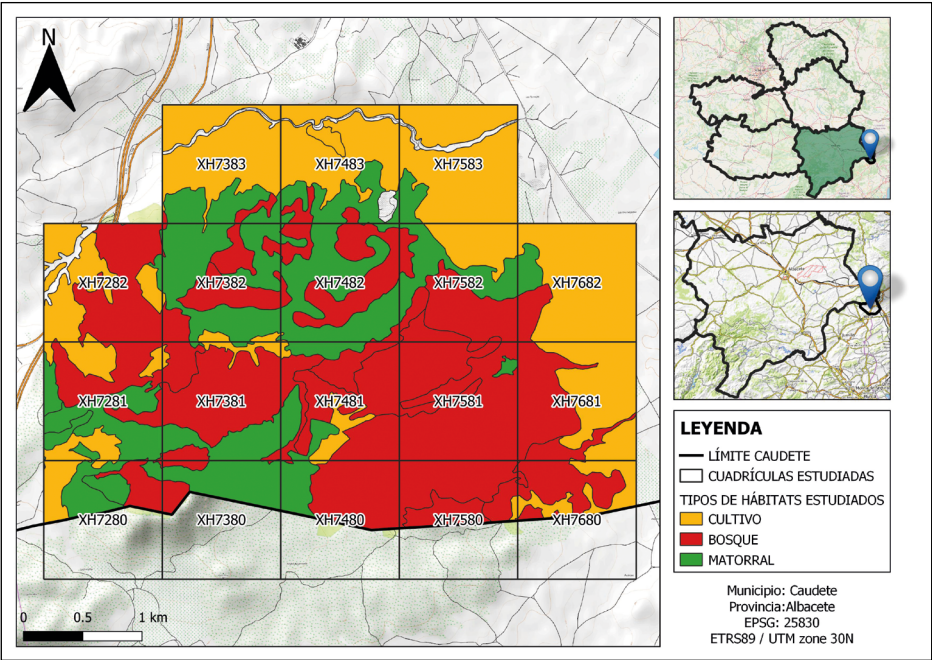 N
XH7383 XH7483 XH7583
XH7282 XH7382 XH7482 XH7582 XH7682
XH7281 XH7381 XH7481 XH7581 XH7681
XH7280 XH7380 XH7480 XH7580 XH7680
0 0.5 1 km
Albacete
LEYENDA
LÍMITE CAUDETE
CUADRÍCULAS ESTUDIADAS
TIPOS DE HÁBITATS ESTUDIADOS
CULTIVO
BOSQUE
MATORRAL
Municipio: Caudete
Provincia:Albacete
EPSG: 25830
ETRS89 / UTM zone 30N